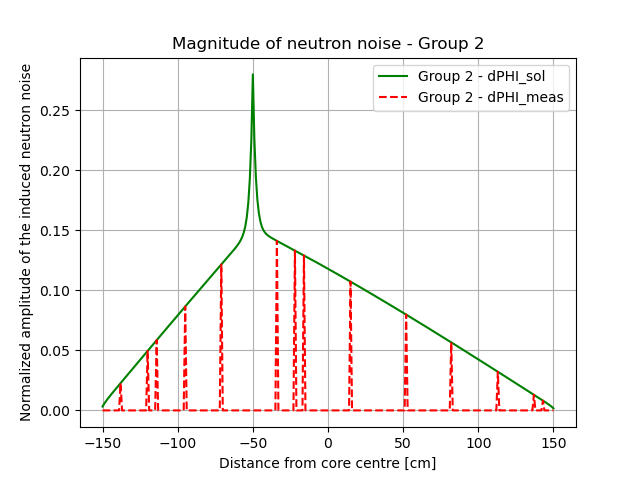 Magnitude of neutron noise - Group 2
Group 2 - dPHI_sol
Group 2 - dPHI_meas
Normalized amplitude of the induced neutron noise
0.25
0.20
0.15
0.10
0.05
0.00
−150 −100 −50 0 50 100 150
Distance from core centre [cm]